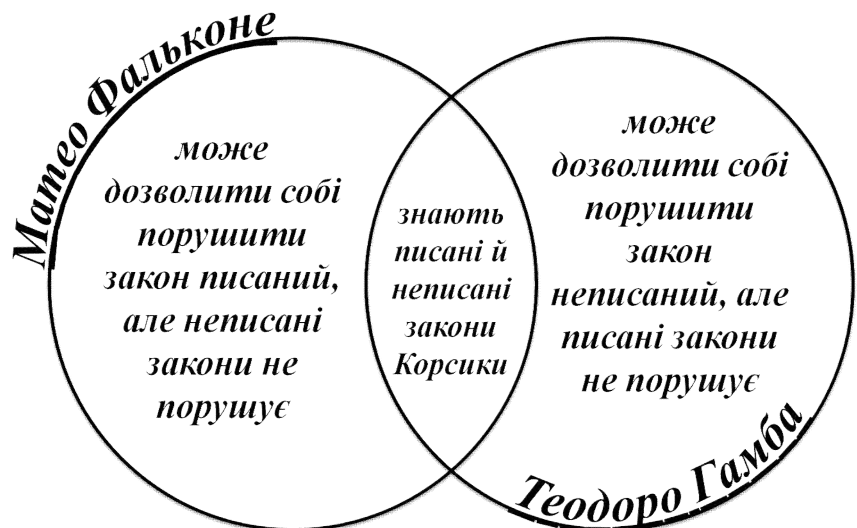 Матео Фальконе
може
дозволити собі
порушити
закон писаний,
але неписані
закони не
порушує
знають
писані й
неписані
закони
Корсики
може
дозволити собі
порушити
закон
неписаний, але
писані закони
не порушує
Теодоро Гамба